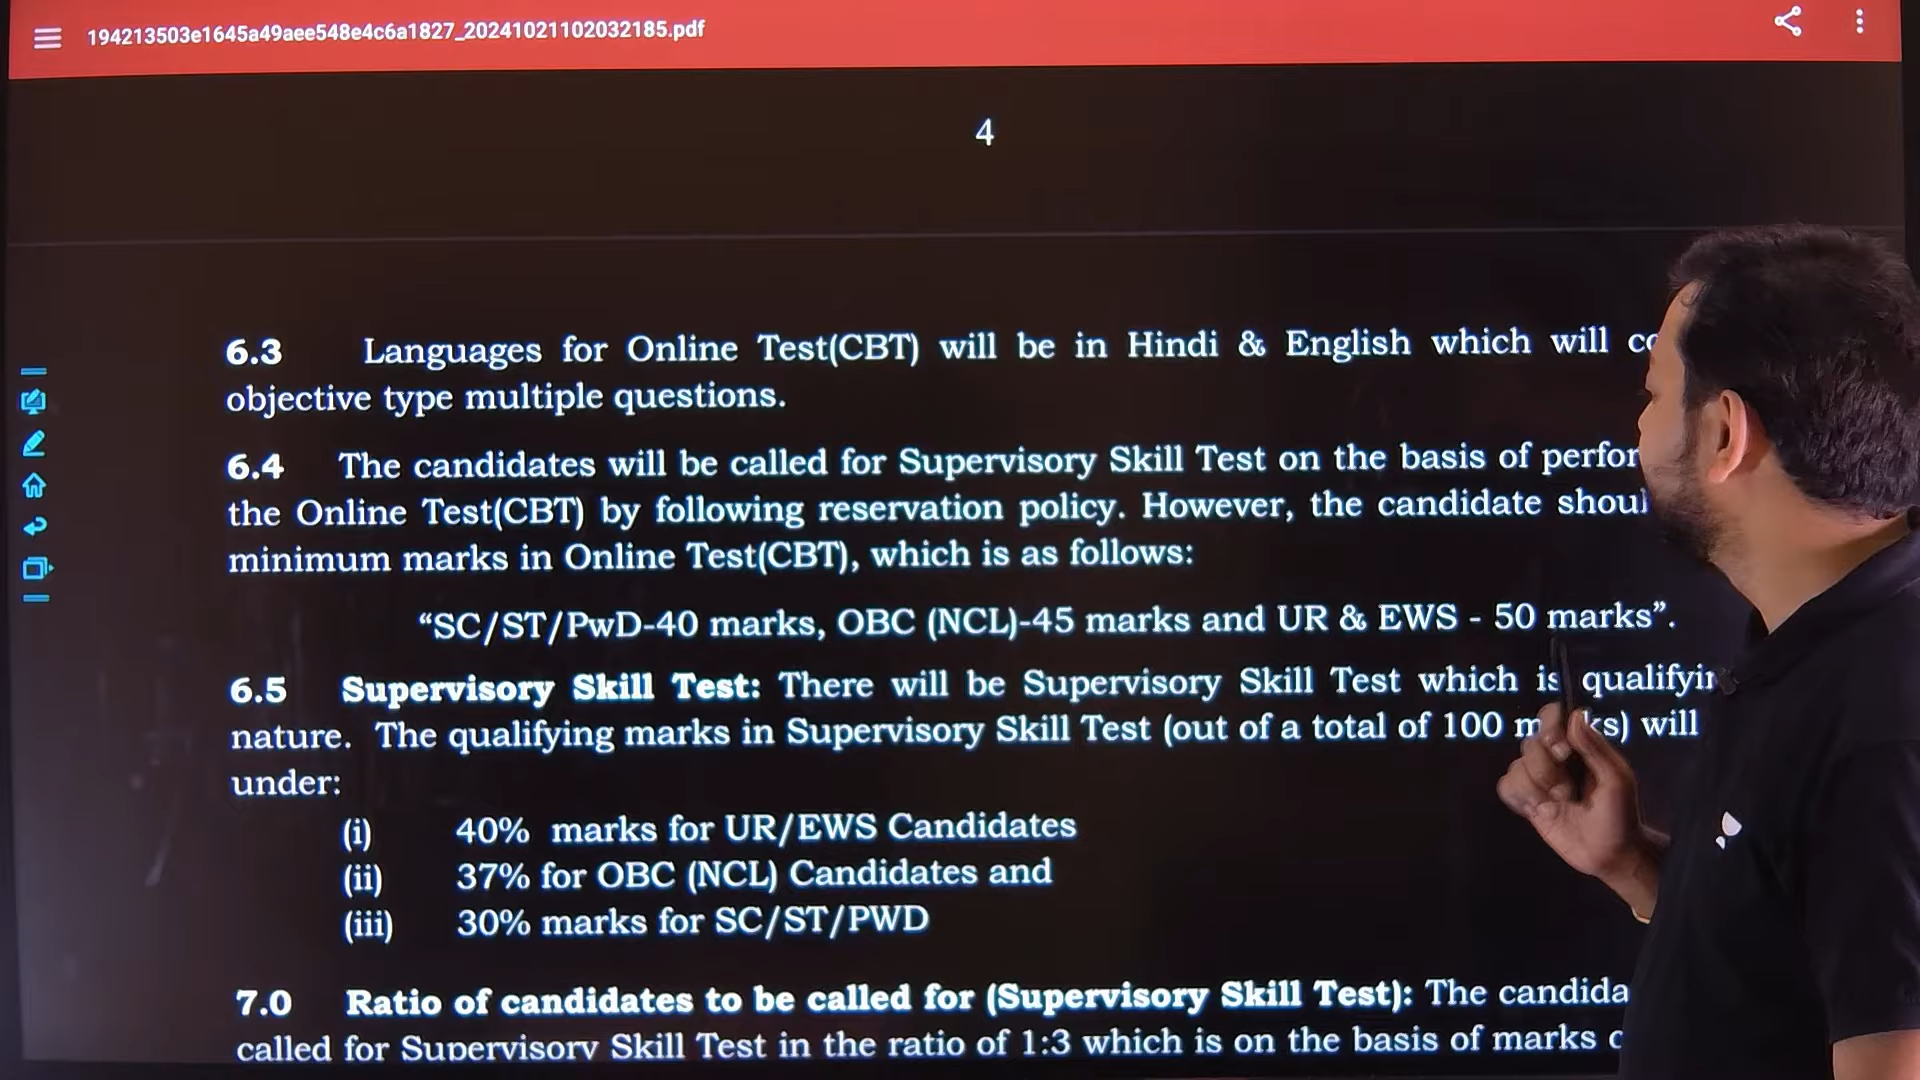 194213503e1645a49aee548e4c6a1827_20241021102032185.pdf
4
6.3 Languages for Online Test(CBT) will be in Hindi & English which will
objective type multiple questions.
6.4 The candidates will be called for Supervisory Skill Test on the basis of
the Online Test(CBT) by following reservation policy. However, the candidate
minimum marks in Online Test(CBT), which is as follows:
“SC/ST/PwD-40 marks, OBC (NCL)-45 marks and UR & EWS - 50 marks”.
6.5 Supervisory Skill Test: There will be Supervisory Skill Test which is
nature. The qualifying marks in Supervisory Skill Test (out of a total of 100 marks) will
under:
(i) 40% marks for UR/EWS Candidates
(ii) 37% for OBC (NCL) Candidates and
(iii) 30% marks for SC/ST/PWD
7.0 Ratio of candidates to be called for (Supervisory Skill Test): The
called for Supervisory Skill Test in the ratio of 1:3 which is on the basis of marks